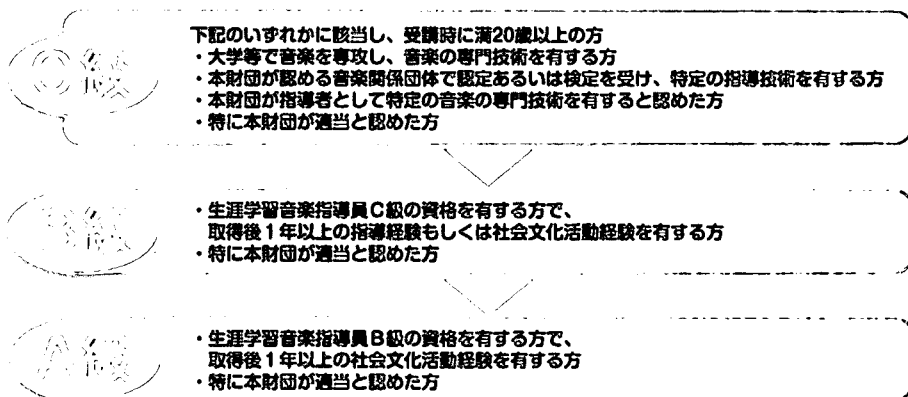 C級
下記のいずれかに該当し、受講時に満20歳以上の方
・大学等で音楽を専攻し、音楽の専門技術を有する方
・本財団が認める音楽関係団体で認定あるいは検定を受け、特定の指導技術を有する方
・本財団が指導者として特定の音楽の専門技術を有すると認めた方
・特に本財団が適当と認めた方
B級
・生涯学習音楽指導員C級の資格を有する方で、
取得後1年以上の指導経験もしくは社会文化活動経験を有する方
・特に本財団が適当と認めた方
A級
・生涯学習音楽指導員B級の資格を有する方で、
取得後1年以上の社会文化活動経験を有する方
・特に本財団が適当と認めた方